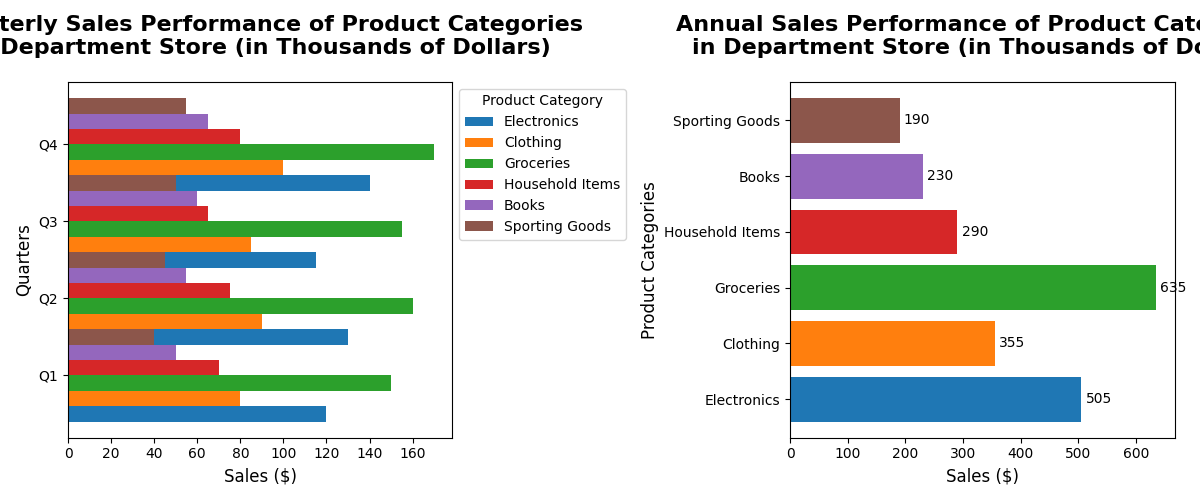 terly Sales Performance of Product Categories
Department Store (in Thousands of Dollars)
Quarters
Q4
Q3
Q2
Q1
0 20 40 60 80 100 120 140 160
Sales ($)
Product Category
Electronics
Clothing
Groceries
Household Items
Books
Sporting Goods
Annual Sales Performance of Product Cate
in Department Store (in Thousands of Do
Product Categories
Sporting Goods 190
Books 230
Household Items 290
Groceries 635
Clothing 355
Electronics 505
0 100 200 300 400 500 600
Sales ($)